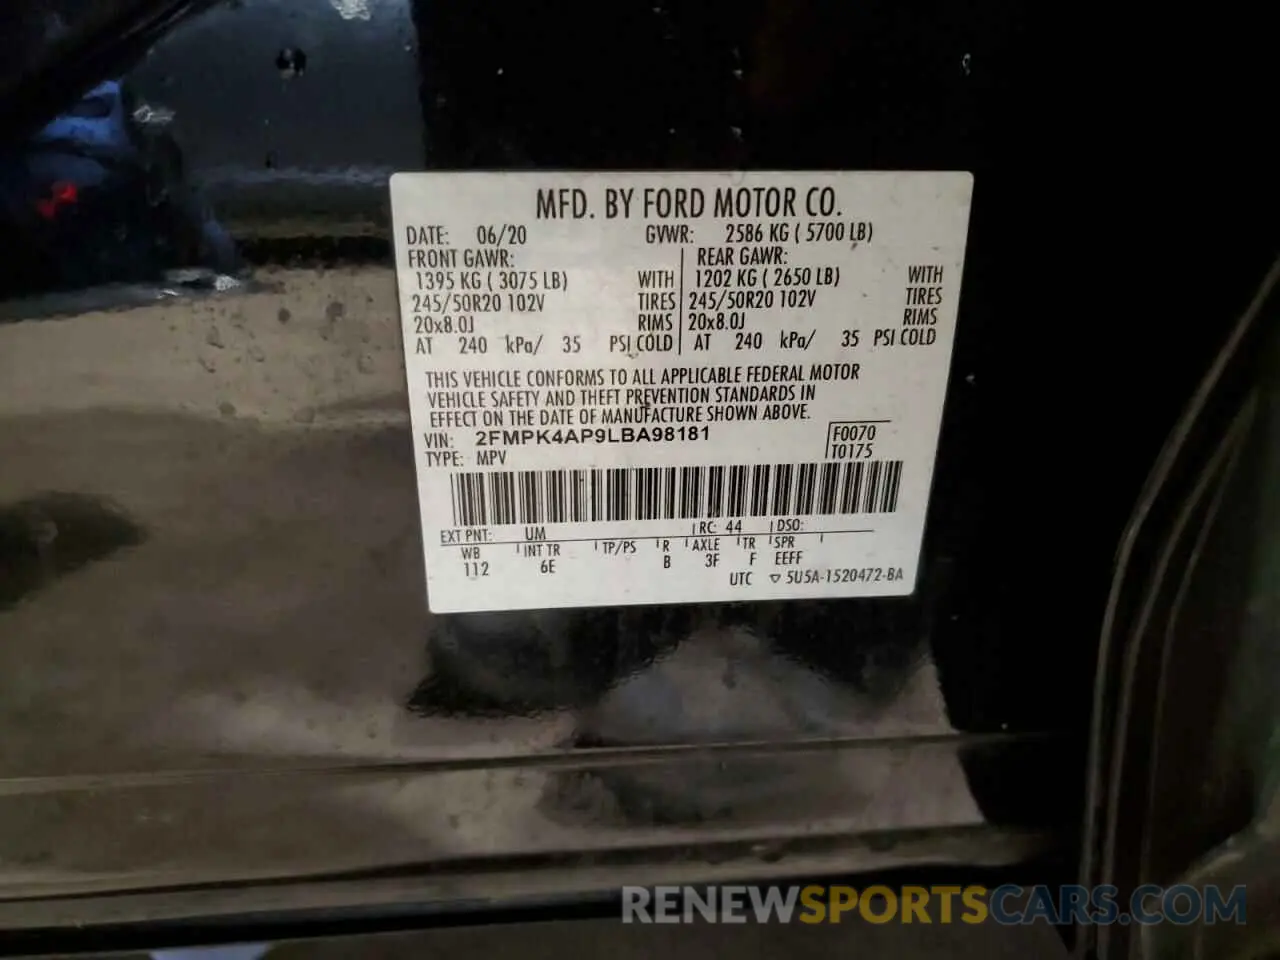 MFD. BY FORD MOTOR CO.
DATE: 06/20 GVWR: 2586 KG ( 5700 LB)
FRONT GAWR: REAR GAWR:
1395 KG ( 3075 LB) WITH 1202 KG ( 2650 LB) WITH
245/50R20 102V TIRES 245/50R20 102V TIRES
20x8.0J RIMS 20x8.0J RIMS
AT 240 kPa/ 35 PSI COLD AT 240 kPa/ 35 PSI COLD
THIS VEHICLE CONFORMS TO ALL APPLICABLE FEDERAL MOTOR
VEHICLE SAFETY AND THEFT PREVENTION STANDARDS IN
EFFECT ON THE DATE OF MANUFACTURE SHOWN ABOVE.
VIN: 2FMPK4AP9LBA98181 F0070
TYPE: MPV T0175
EXT PNT: UM RC: 44 DSO:
WB INT TR TP/PS R AXLE TR SPR
112 6E B 3F F EEFF
UTC ▽ 5U5A-1520472-BA
RENEWSPORTSCARS.COM